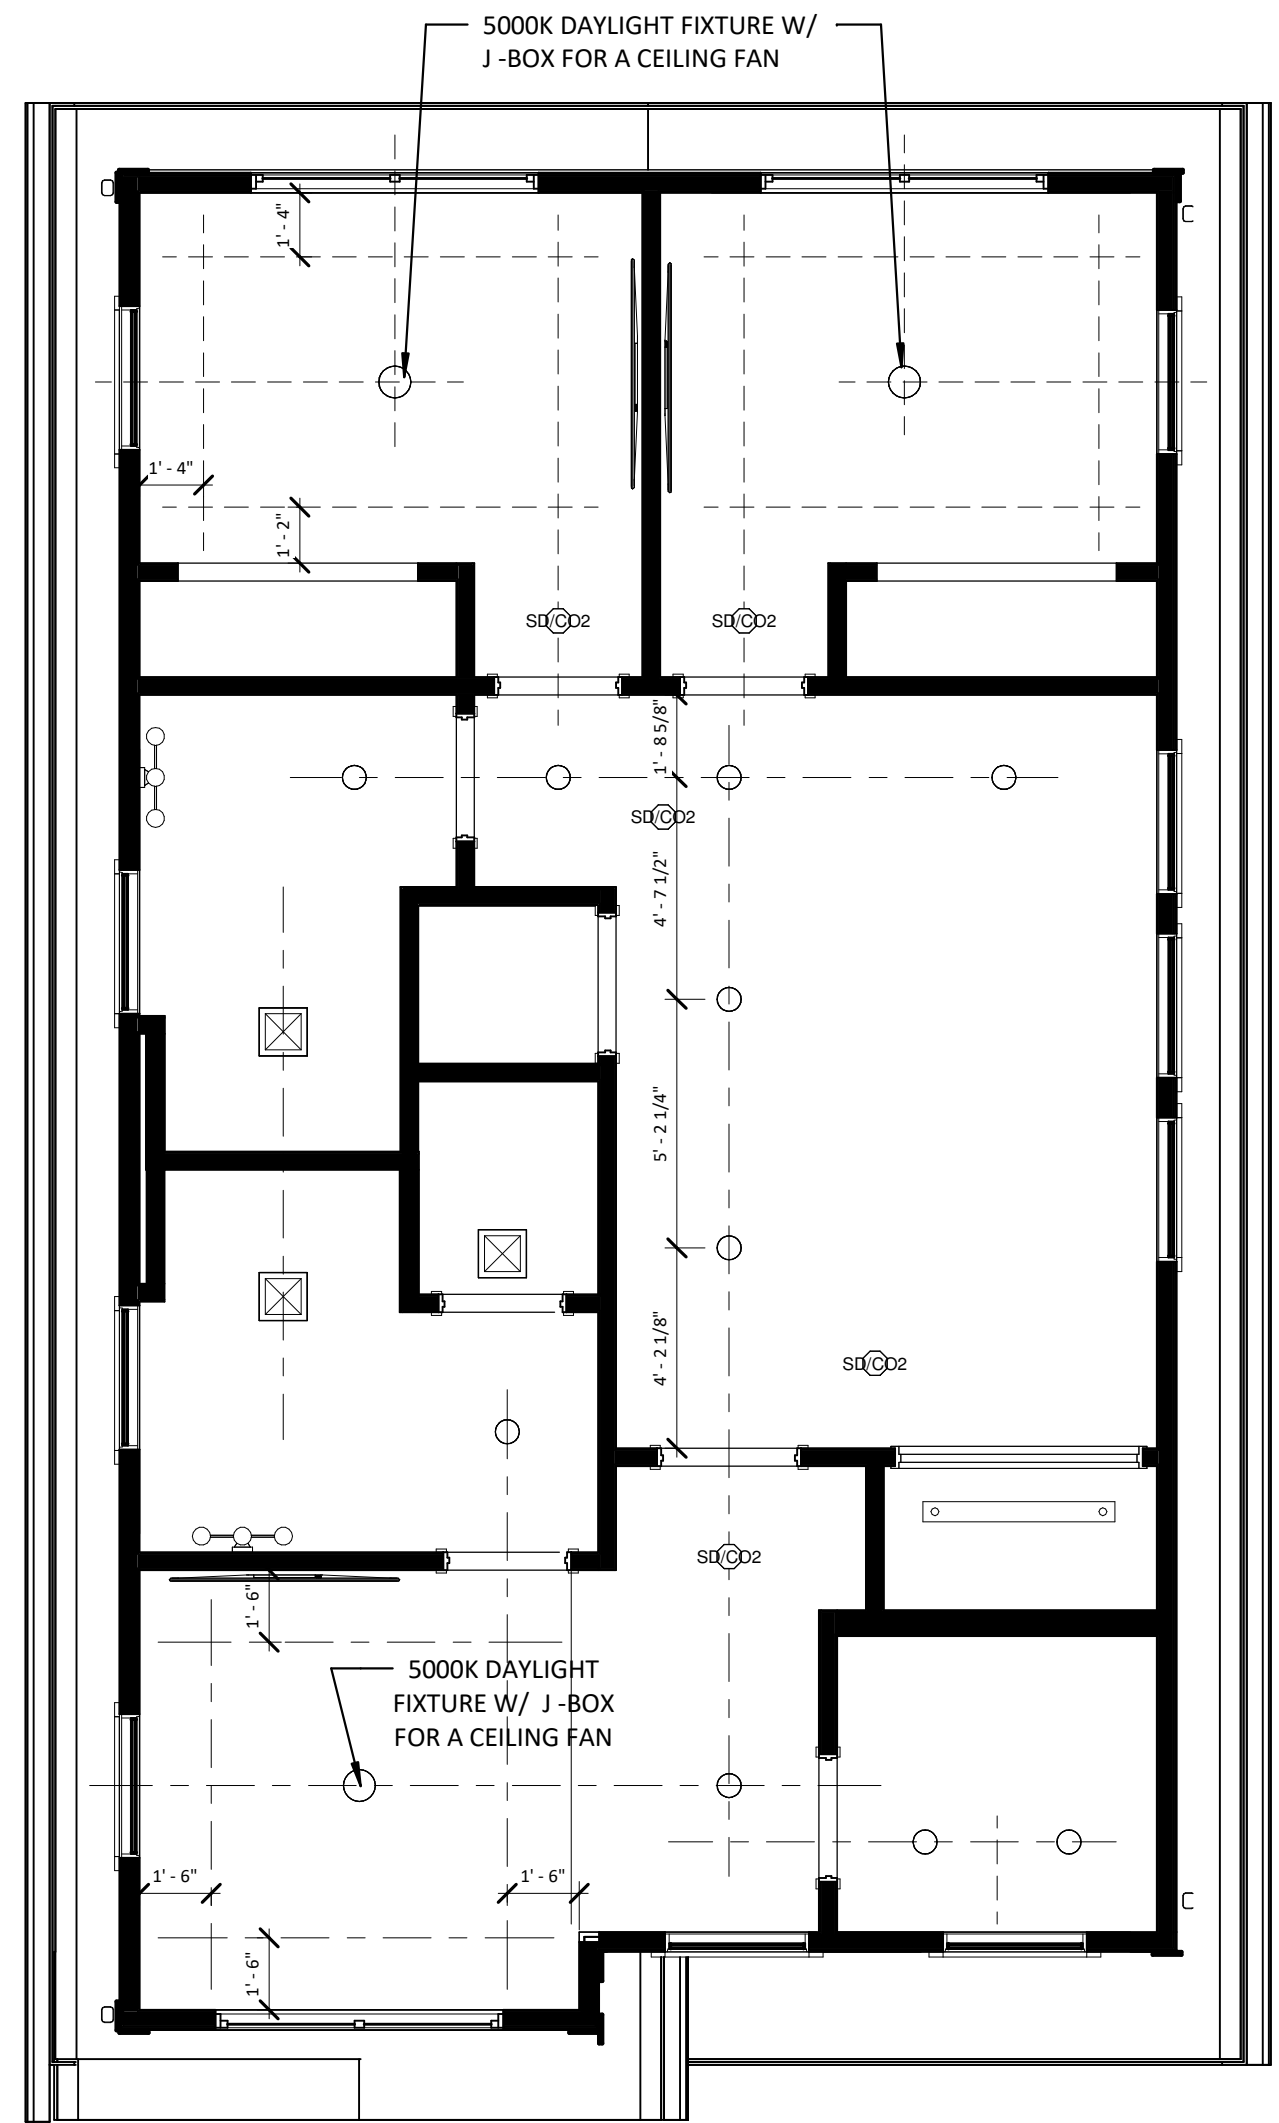 5000K DAYLIGHT FIXTURE W/
J -BOX FOR A CEILING FAN
1' - 4"
1' - 4"
1' - 2"
SD/CO2
SD/CO2
1' - 8 5/8"
SD/CO2
4' - 7 1/2"
5' - 2 1/4"
4' - 2 1/8"
SD/CO2
SD/CO2
1' - 6"
5000K DAYLIGHT
FIXTURE W/ J -BOX
FOR A CEILING FAN
1' - 6"
1' - 6"
1' - 6"